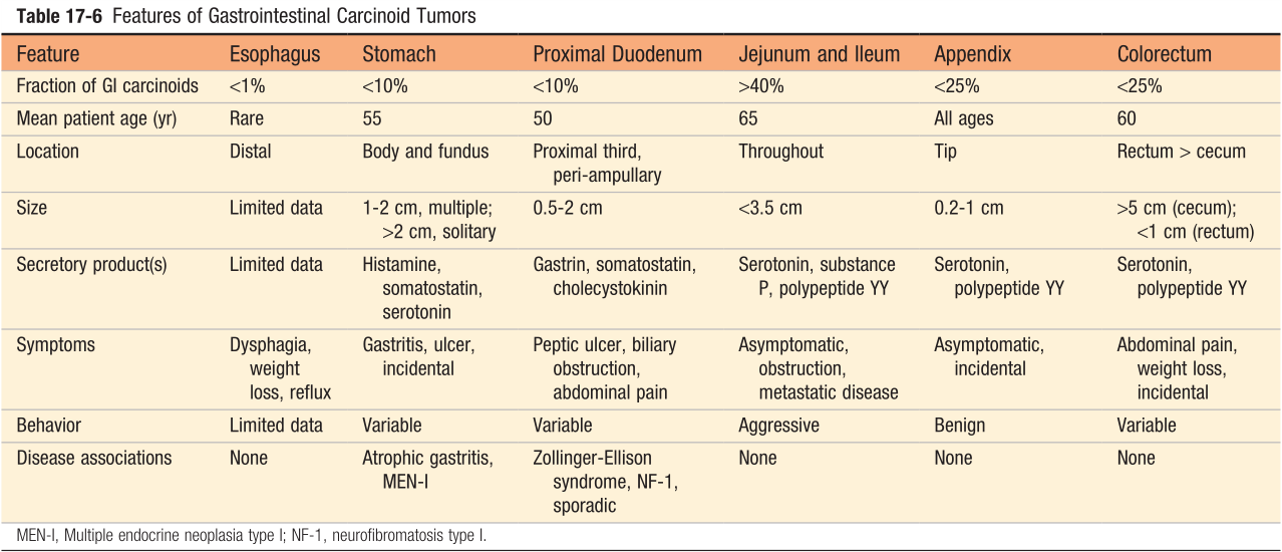 Table 17-6 Features of Gastrointestinal Carcinoid Tumors
Feature Esophagus Stomach Proximal Duodenum Jejunum and Ileum Appendix Colorectum
Fraction of GI carcinoids <1% <10% <10% >40% <25% <25%
Mean patient age (yr) Rare 55 50 65 All ages 60
Location Distal Body and fundus Proximal third, Throughout Tip Rectum > cecum
peri-ampullary
Size Limited data 1-2 cm, multiple; 0.5-2 cm <3.5 cm 0.2-1 cm >5 cm (cecum);
>2 cm, solitary <1 cm (rectum)
Secretory product(s) Limited data Histamine, Gastrin, somatostatin, Serotonin, substance Serotonin, Serotonin,
somatostatin, cholecystokinin P, polypeptide YY polypeptide YY polypeptide YY
serotonin
Symptoms Dysphagia, Gastritis, ulcer, Peptic ulcer, biliary Asymptomatic, Asymptomatic, Abdominal pain,
weight incidental obstruction, obstruction, incidental weight loss,
loss, reflux abdominal pain metastatic disease incidental
Behavior Limited data Variable Variable Aggressive Benign Variable
Disease associations None Atrophic gastritis, Zollinger-Ellison None None None
MEN-I syndrome, NF-1,
sporadic
MEN-I, Multiple endocrine neoplasia type I; NF-1, neurofibromatosis type I.